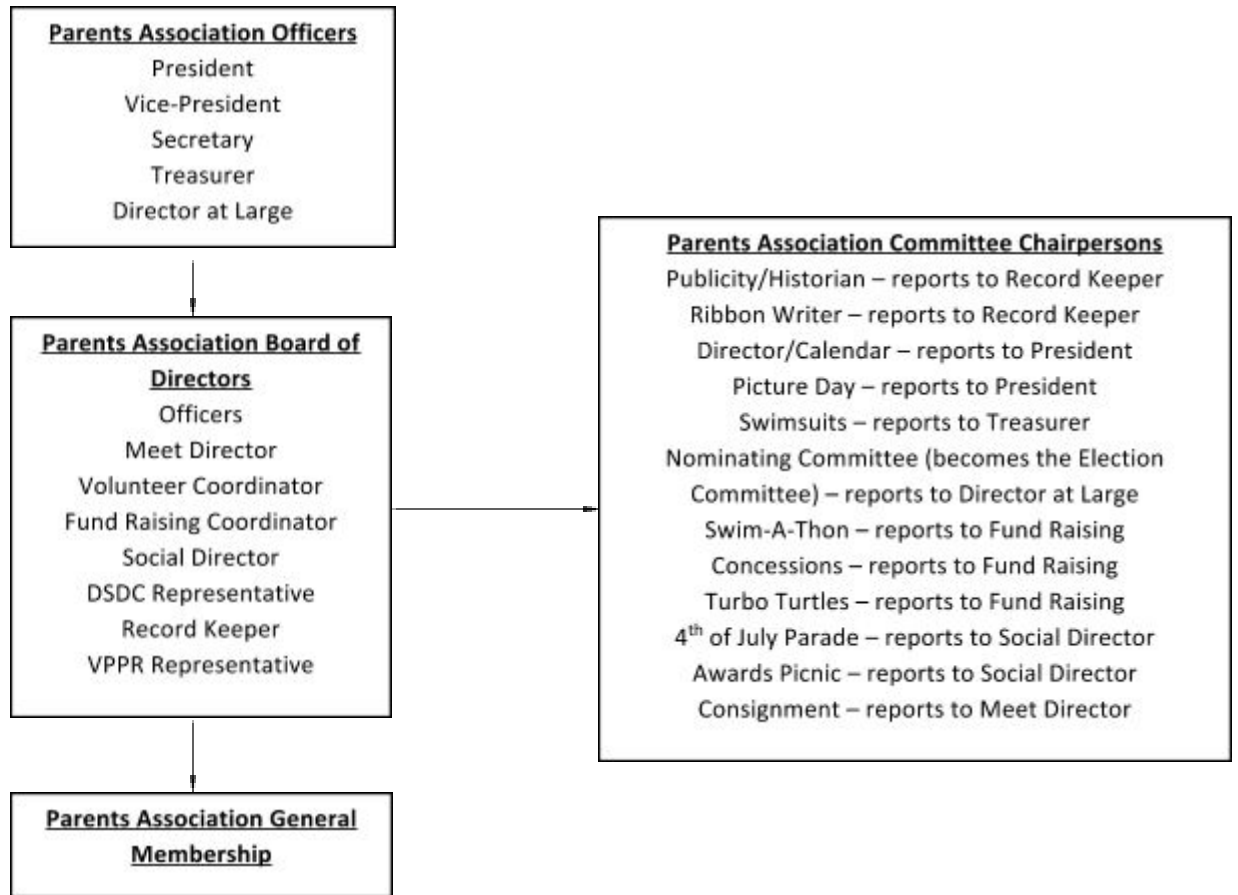 Parents Association Officers
President
Vice-President
Secretary
Treasurer
Director at Large
Parents Association Board of
Directors
Officers
Meet Director
Volunteer Coordinator
Fund Raising Coordinator
Social Director
DSDC Representative
Record Keeper
VPPR Representative
Parents Association Committee Chairpersons
Publicity/Historian – reports to Record Keeper
Ribbon Writer – reports to Record Keeper
Director/Calendar – reports to President
Picture Day – reports to President
Swimsuits – reports to Treasurer
Nominating Committee (becomes the Election
Committee) – reports to Director at Large
Swim-A-Thon – reports to Fund Raising
Concessions – reports to Fund Raising
Turbo Turtles – reports to Fund Raising
4th of July Parade – reports to Social Director
Awards Picnic – reports to Social Director
Consignment – reports to Meet Director
Parents Association General
Membership